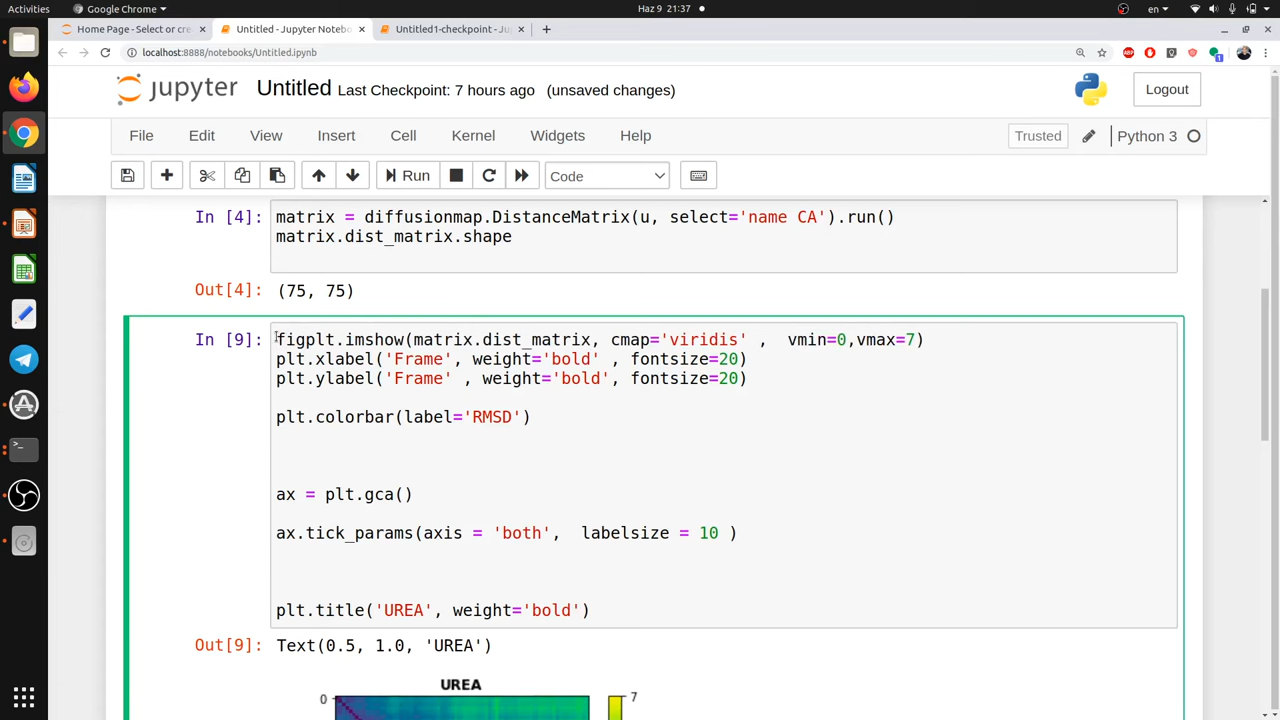 Activities
Google Chrome
Haz 9 21:37
en
Home Page - Select or cre
Untitled - Jupyter Notebo
Untitled1-checkpoint - Ju
localhost:8888/notebooks/Untitled.ipynb
jupyter Untitled Last Checkpoint: 7 hours ago (unsaved changes)
Logout
File Edit View Insert Cell Kernel Widgets Help
Trusted
Python 3
Run
Code
In [4]: matrix = diffusionmap.DistanceMatrix(u, select='name CA').run()
matrix.dist_matrix.shape
Out[4]: (75, 75)
In [9]: figplt.imshow(matrix.dist_matrix, cmap='viridis' , vmin=0,vmax=7)
plt.xlabel('Frame', weight='bold' , fontsize=20)
plt.ylabel('Frame' , weight='bold', fontsize=20)
plt.colorbar(label='RMSD')
ax = plt.gca()
ax.tick_params(axis = 'both', labelsize = 10 )
plt.title('UREA', weight='bold')
Out[9]: Text(0.5, 1.0, 'UREA')
UREA
0
7